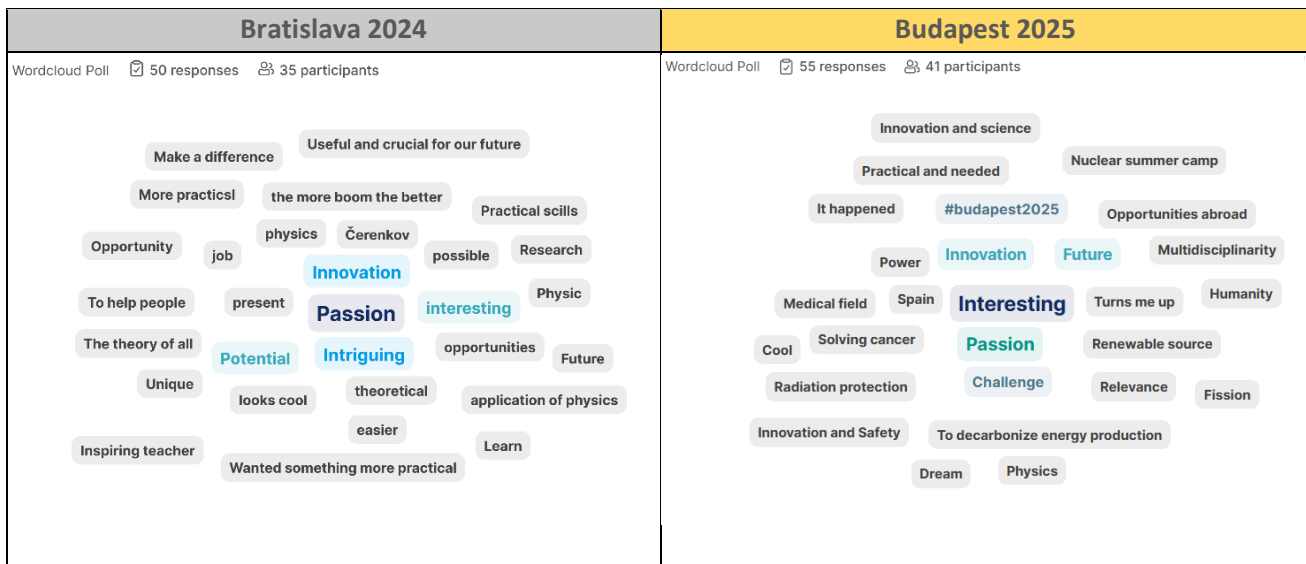 Bratislava 2024
Budapest 2025
Wordcloud Poll 50 responses 35 participants
Useful and crucial for our future
Make a difference
More practicsl
the more boom the better
Practical scills
physics
Čerenkov
Opportunity
job
possible
Research
Innovation
To help people
present
Passion
interesting
Physic
The theory of all
Potential
Intriguing
opportunities
Future
Unique
looks cool
theoretical
application of physics
easier
Inspiring teacher
Learn
Wanted something more practical
Wordcloud Poll 55 responses 41 participants
Innovation and science
Practical and needed
Nuclear summer camp
It happened
#budapest2025
Opportunities abroad
Power
Innovation
Future
Multidisciplinarity
Medical field
Spain
Interesting
Turns me up
Humanity
Cool
Solving cancer
Passion
Renewable source
Radiation protection
Challenge
Relevance
Fission
Innovation and Safety
To decarbonize energy production
Dream
Physics